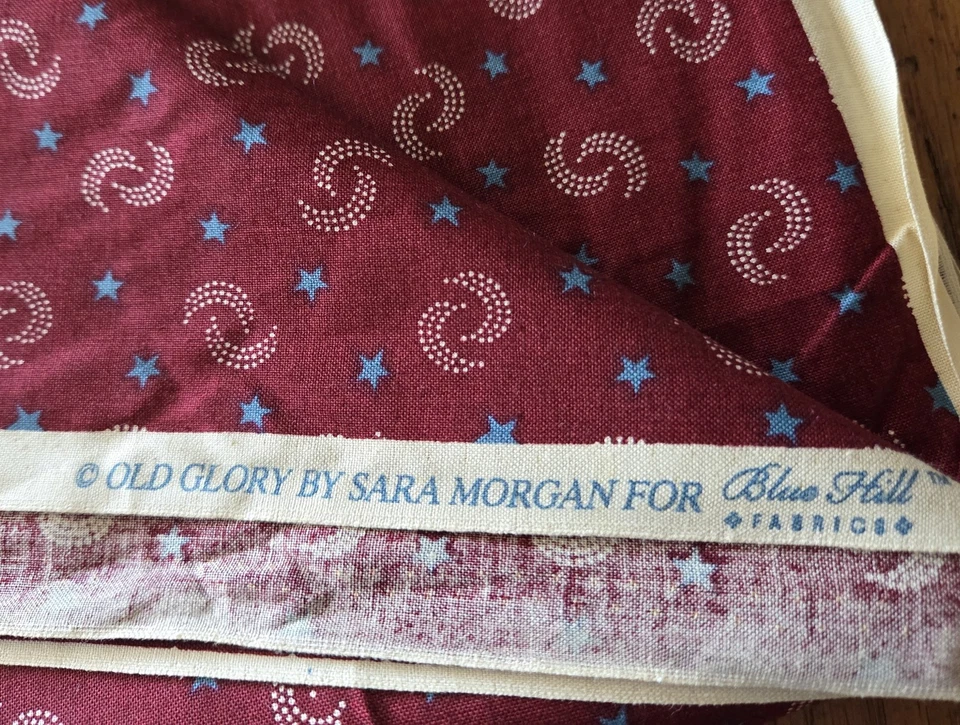 © OLD GLORY BY SARA MORGAN FOR Blue Hill™
FABRICS